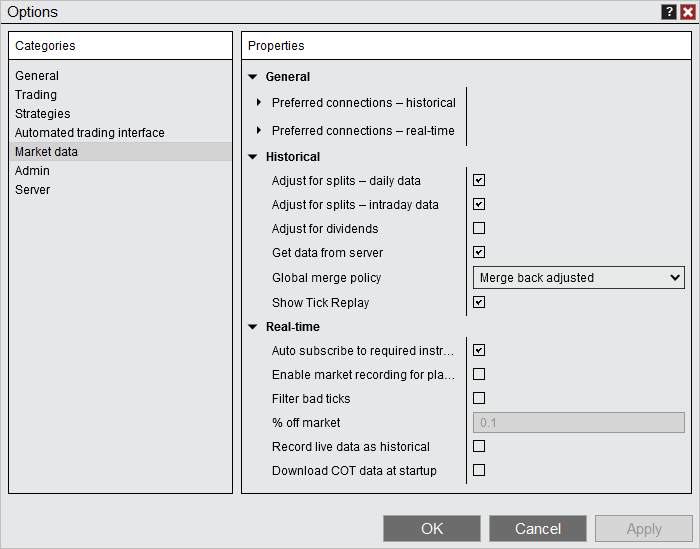 Options
?
Categories
Properties
General
Trading
Strategies
Automated trading interface
Market data
Admin
Server
General
Preferred connections – historical
Preferred connections – real-time
Historical
Adjust for splits – daily data
Adjust for splits – intraday data
Adjust for dividends
Get data from server
Global merge policy
Merge back adjusted
Show Tick Replay
Real-time
Auto subscribe to required instr...
Enable market recording for pla...
Filter bad ticks
% off market
0.1
Record live data as historical
Download COT data at startup
OK
Cancel
Apply